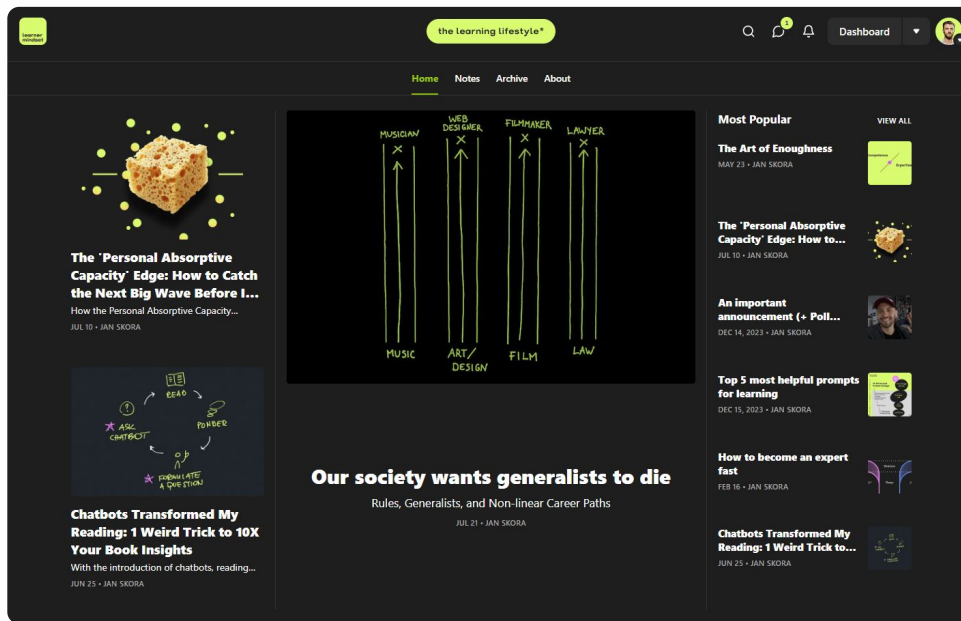 learner
mindset
the learning lifestyle*
1
Dashboard
Home
Notes
Archive
About
The 'Personal Absorptive
Capacity' Edge: How to Catch
the Next Big Wave Before I...
How the Personal Absorptive Capacity...
JUL 10 • JAN SKORA
READ
PONDER
FORMULATE
A QUESTION
ASK
CHATBOT
Chatbots Transformed My
Reading: 1 Weird Trick to 10X
Your Book Insights
With the introduction of chatbots, reading...
JUN 25 • JAN SKORA
MUSICIAN
WEB
DESIGNER
FILMMAKER
LAWYER
MUSIC
ART/
DESIGN
FILM
LAW
Our society wants generalists to die
Rules, Generalists, and Non-linear Career Paths
JUL 21 • JAN SKORA
Most Popular
VIEW ALL
The Art of Enoughness
MAY 23 • JAN SKORA
The 'Personal Absorptive
Capacity' Edge: How to...
JUL 10 • JAN SKORA
An important
announcement (+ Poll...
DEC 14, 2023 • JAN SKORA
Top 5 most helpful prompts
for learning
DEC 15, 2023 • JAN SKORA
How to become an expert
fast
FEB 16 • JAN SKORA
Chatbots Transformed My
Reading: 1 Weird Trick to...
JUN 25 • JAN SKORA